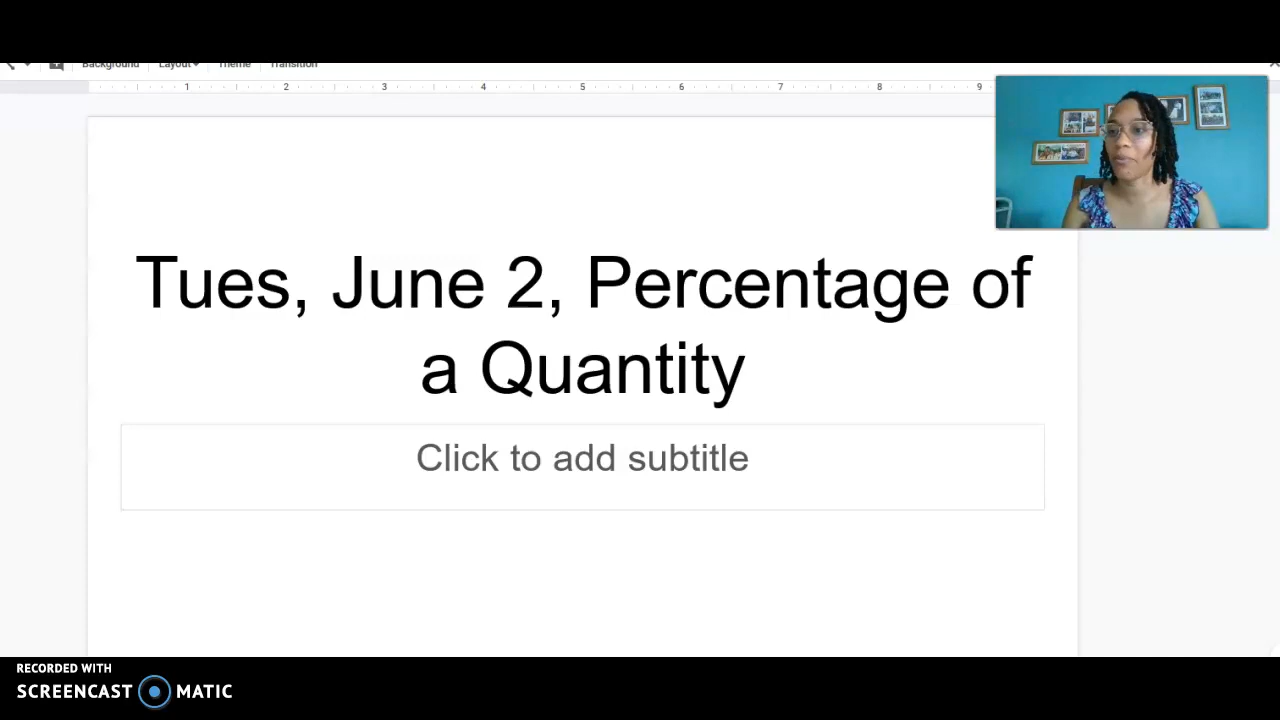 Background Layout Theme Transition
1 2 3 4 5 6 7 8 9
Tues, June 2, Percentage of
a Quantity
Click to add subtitle
RECORDED WITH
SCREENCAST MATIC